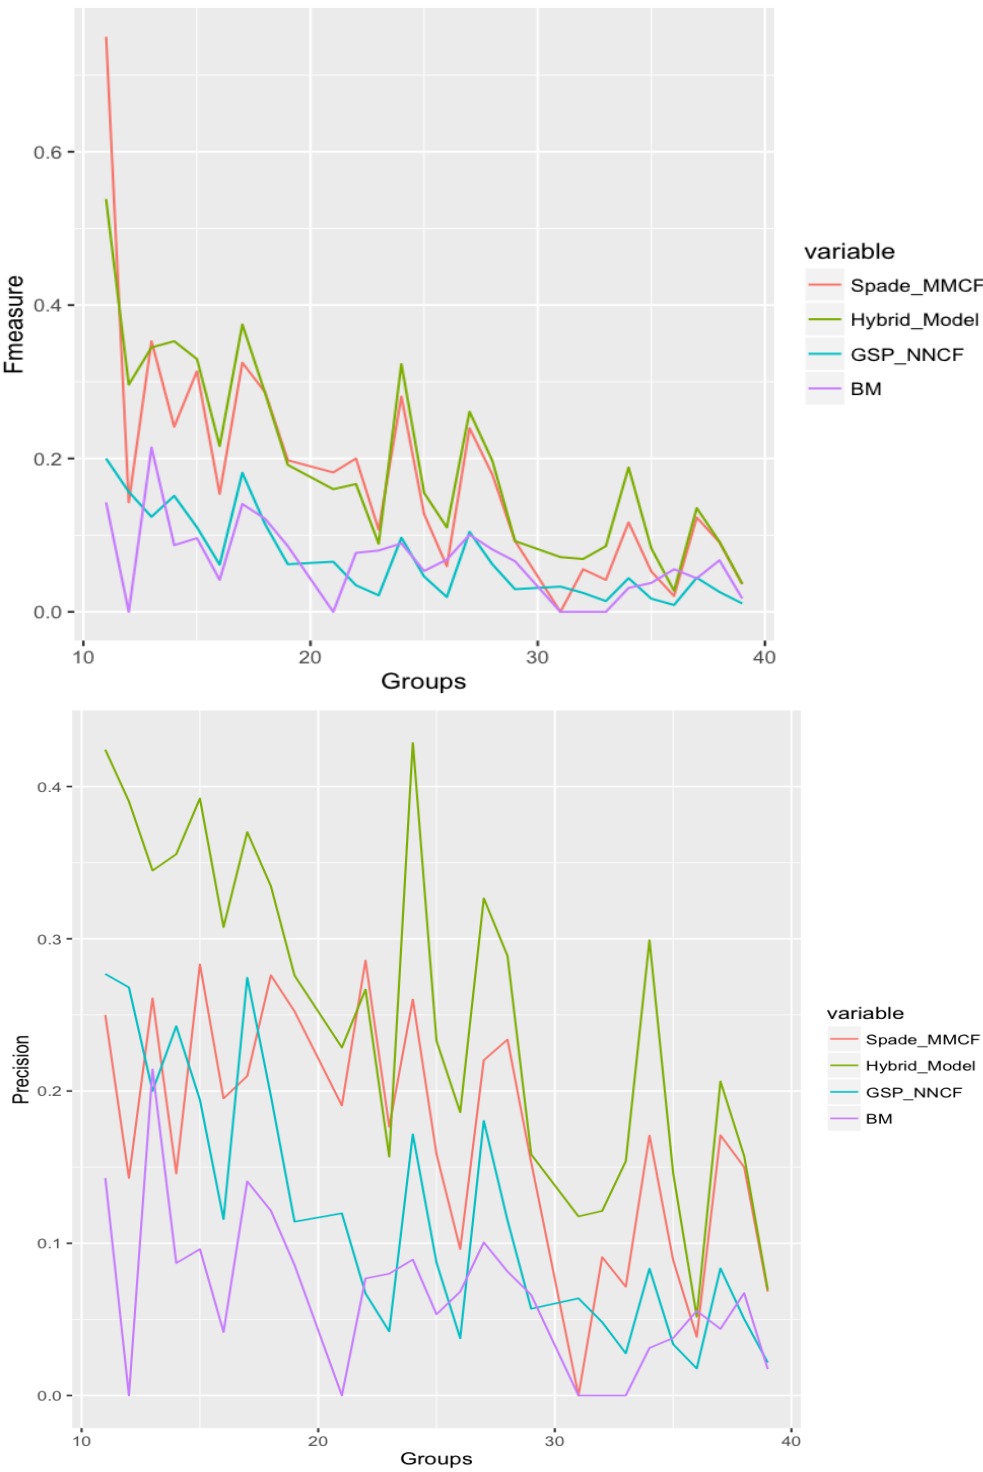 0.6
0.4
0.2
0.0
Fmeasure
10 20 30 40
Groups
variable
Spade_MMCF
Hybrid_Model
GSP_NNCF
BM
0.4
0.3
0.2
0.1
0.0
Precision
10 20 30 40
Groups
variable
Spade_MMCF
Hybrid_Model
GSP_NNCF
BM